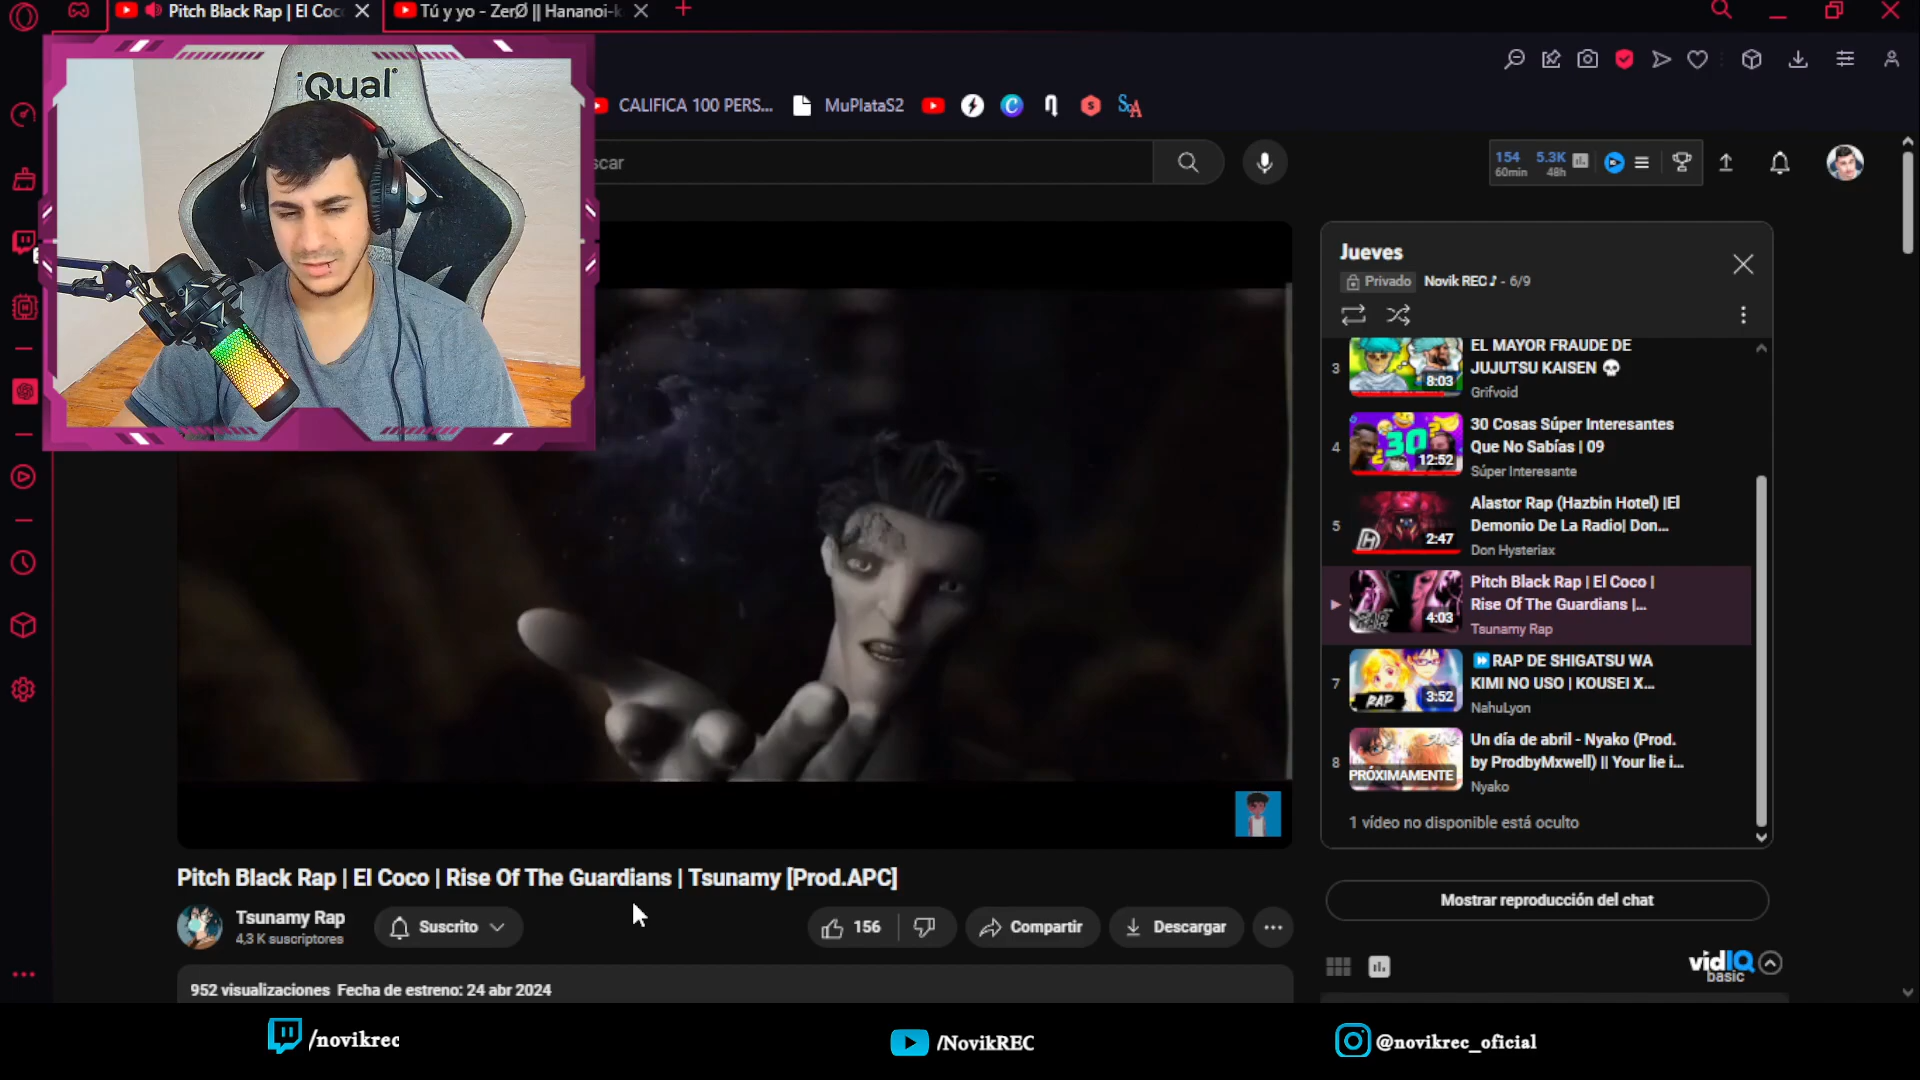 Pitch Black Rap | El Coc
Tú y yo - ZerØ || Hananoi-k
iQual
CALIFICA 100 PERS...
MuPlataS2
scar
154
60min
5.3K
48h
Jueves
Privado
Novik REC ♪ - 6/9
3
8:03
EL MAYOR FRAUDE DE
JUJUTSU KAISEN 💀
Grifvoid
4
30
12:52
30 Cosas Súper Interesantes
Que No Sabías | 09
Súper Interesante
5
2:47
Alastor Rap (Hazbin Hotel) |El
Demonio De La Radio| Don...
Don Hysteriax
4:03
Pitch Black Rap | El Coco |
Rise Of The Guardians |...
Tsunamy Rap
7
RAP
3:52
⏩RAP DE SHIGATSU WA
KIMI NO USO | KOUSEI X...
NahuLyon
8
PRÓXIMAMENTE
Un día de abril - Nyako (Prod.
by ProdbyMxwell) || Your lie i...
Nyako
1 vídeo no disponible está oculto
Pitch Black Rap | El Coco | Rise Of The Guardians | Tsunamy [Prod.APC]
Tsunamy Rap
4,3 K suscriptores
Suscrito
156
Compartir
Descargar
Mostrar reproducción del chat
vidIQ
basic
952 visualizaciones Fecha de estreno: 24 abr 2024
/novikrec
/NovikREC
@novikrec_oficial